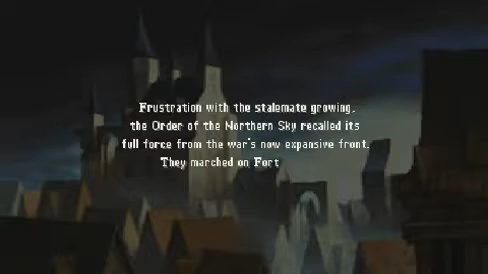 Frustration with the stalemate growing,
the Order of the Northern Sky recalled its
full force from the war's now expansive front.
They marched on Fort